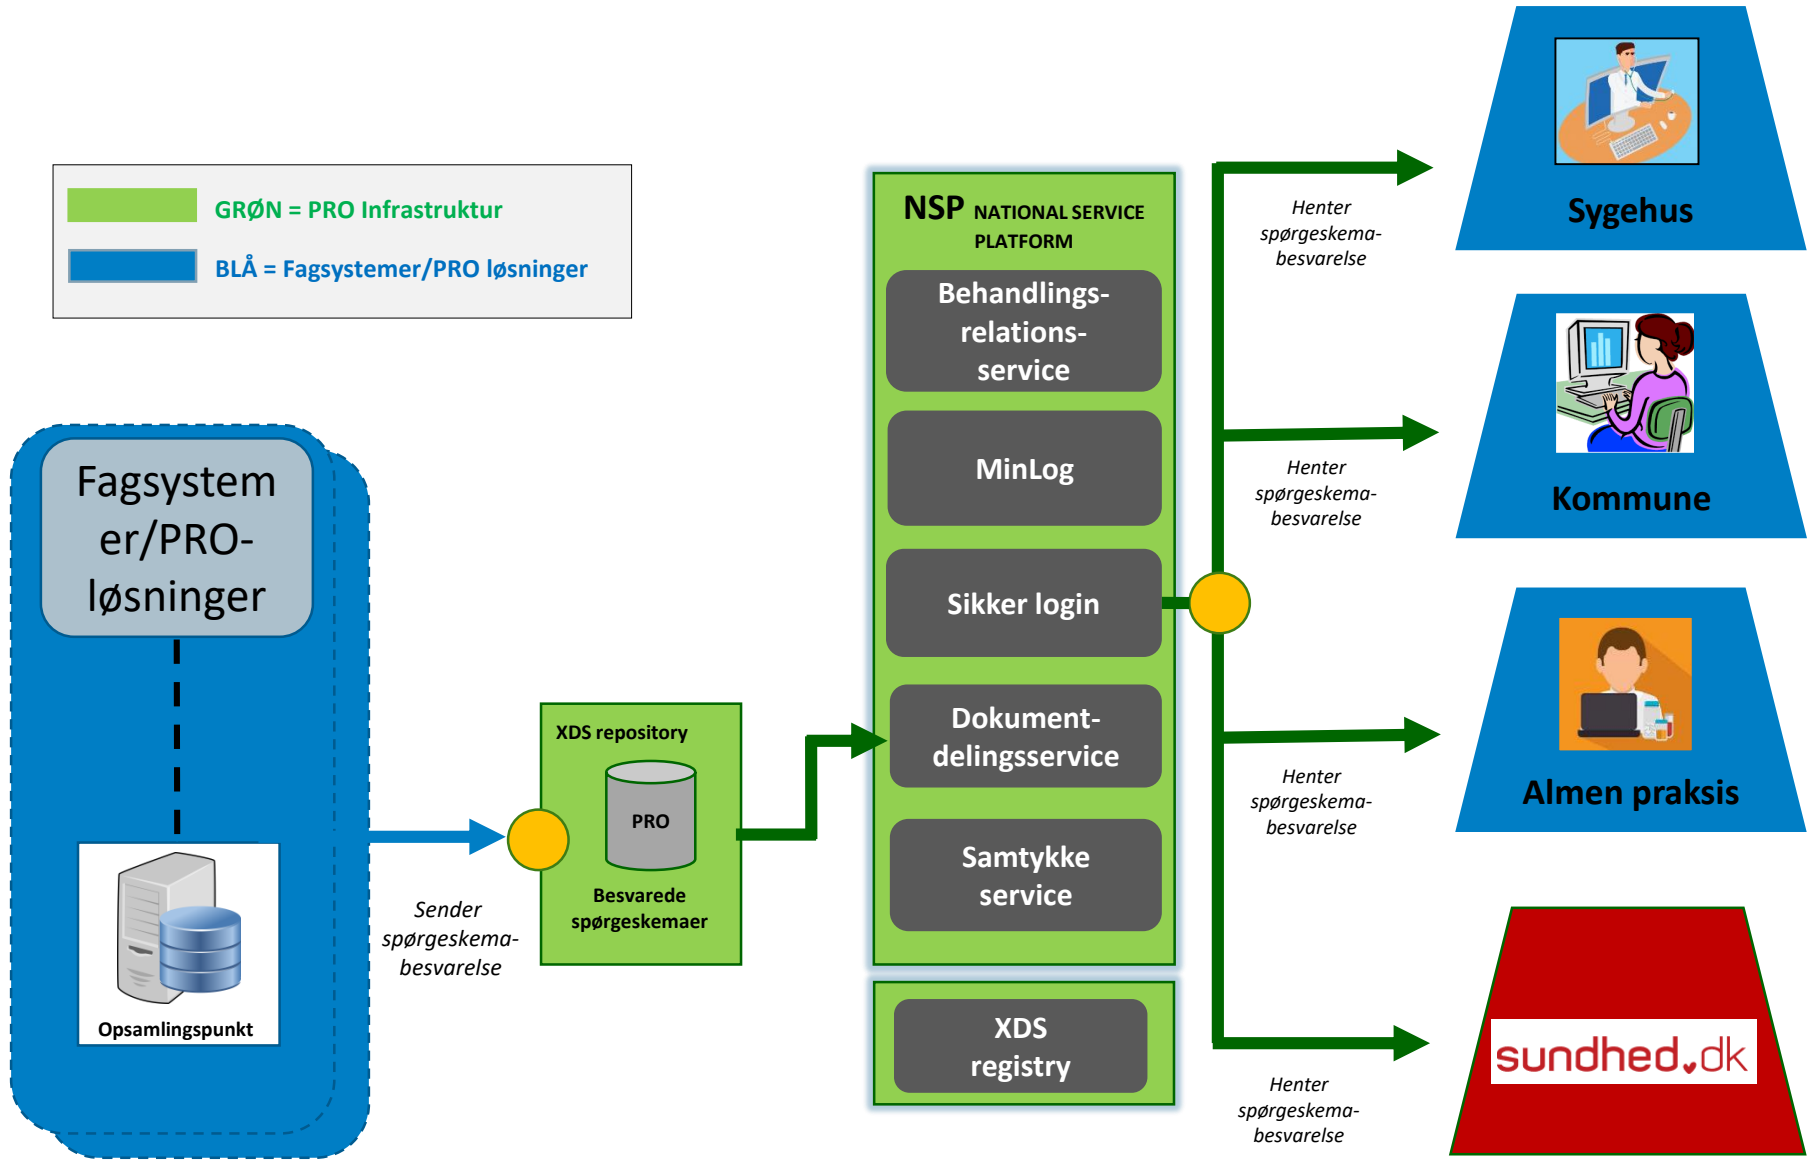 GRØN = PRO Infrastruktur
BLÅ = Fagsystemer/PRO løsninger
Fagsystem
er/PRO-
løsninger
Opsamlingspunkt
Sender
spørgeskema-
besvarelse
XDS repository
PRO
Besvarede
spørgeskemaer
NSP NATIONAL SERVICE
PLATFORM
Behandlings-
relations-
service
MinLog
Sikker login
Dokument-
delingsservice
Samtykke
service
XDS
registry
Henter
spørgeskema-
besvarelse
Sygehus
Henter
spørgeskema-
besvarelse
Kommune
Henter
spørgeskema-
besvarelse
Almen praksis
Henter
spørgeskema-
besvarelse
sundhed.dk